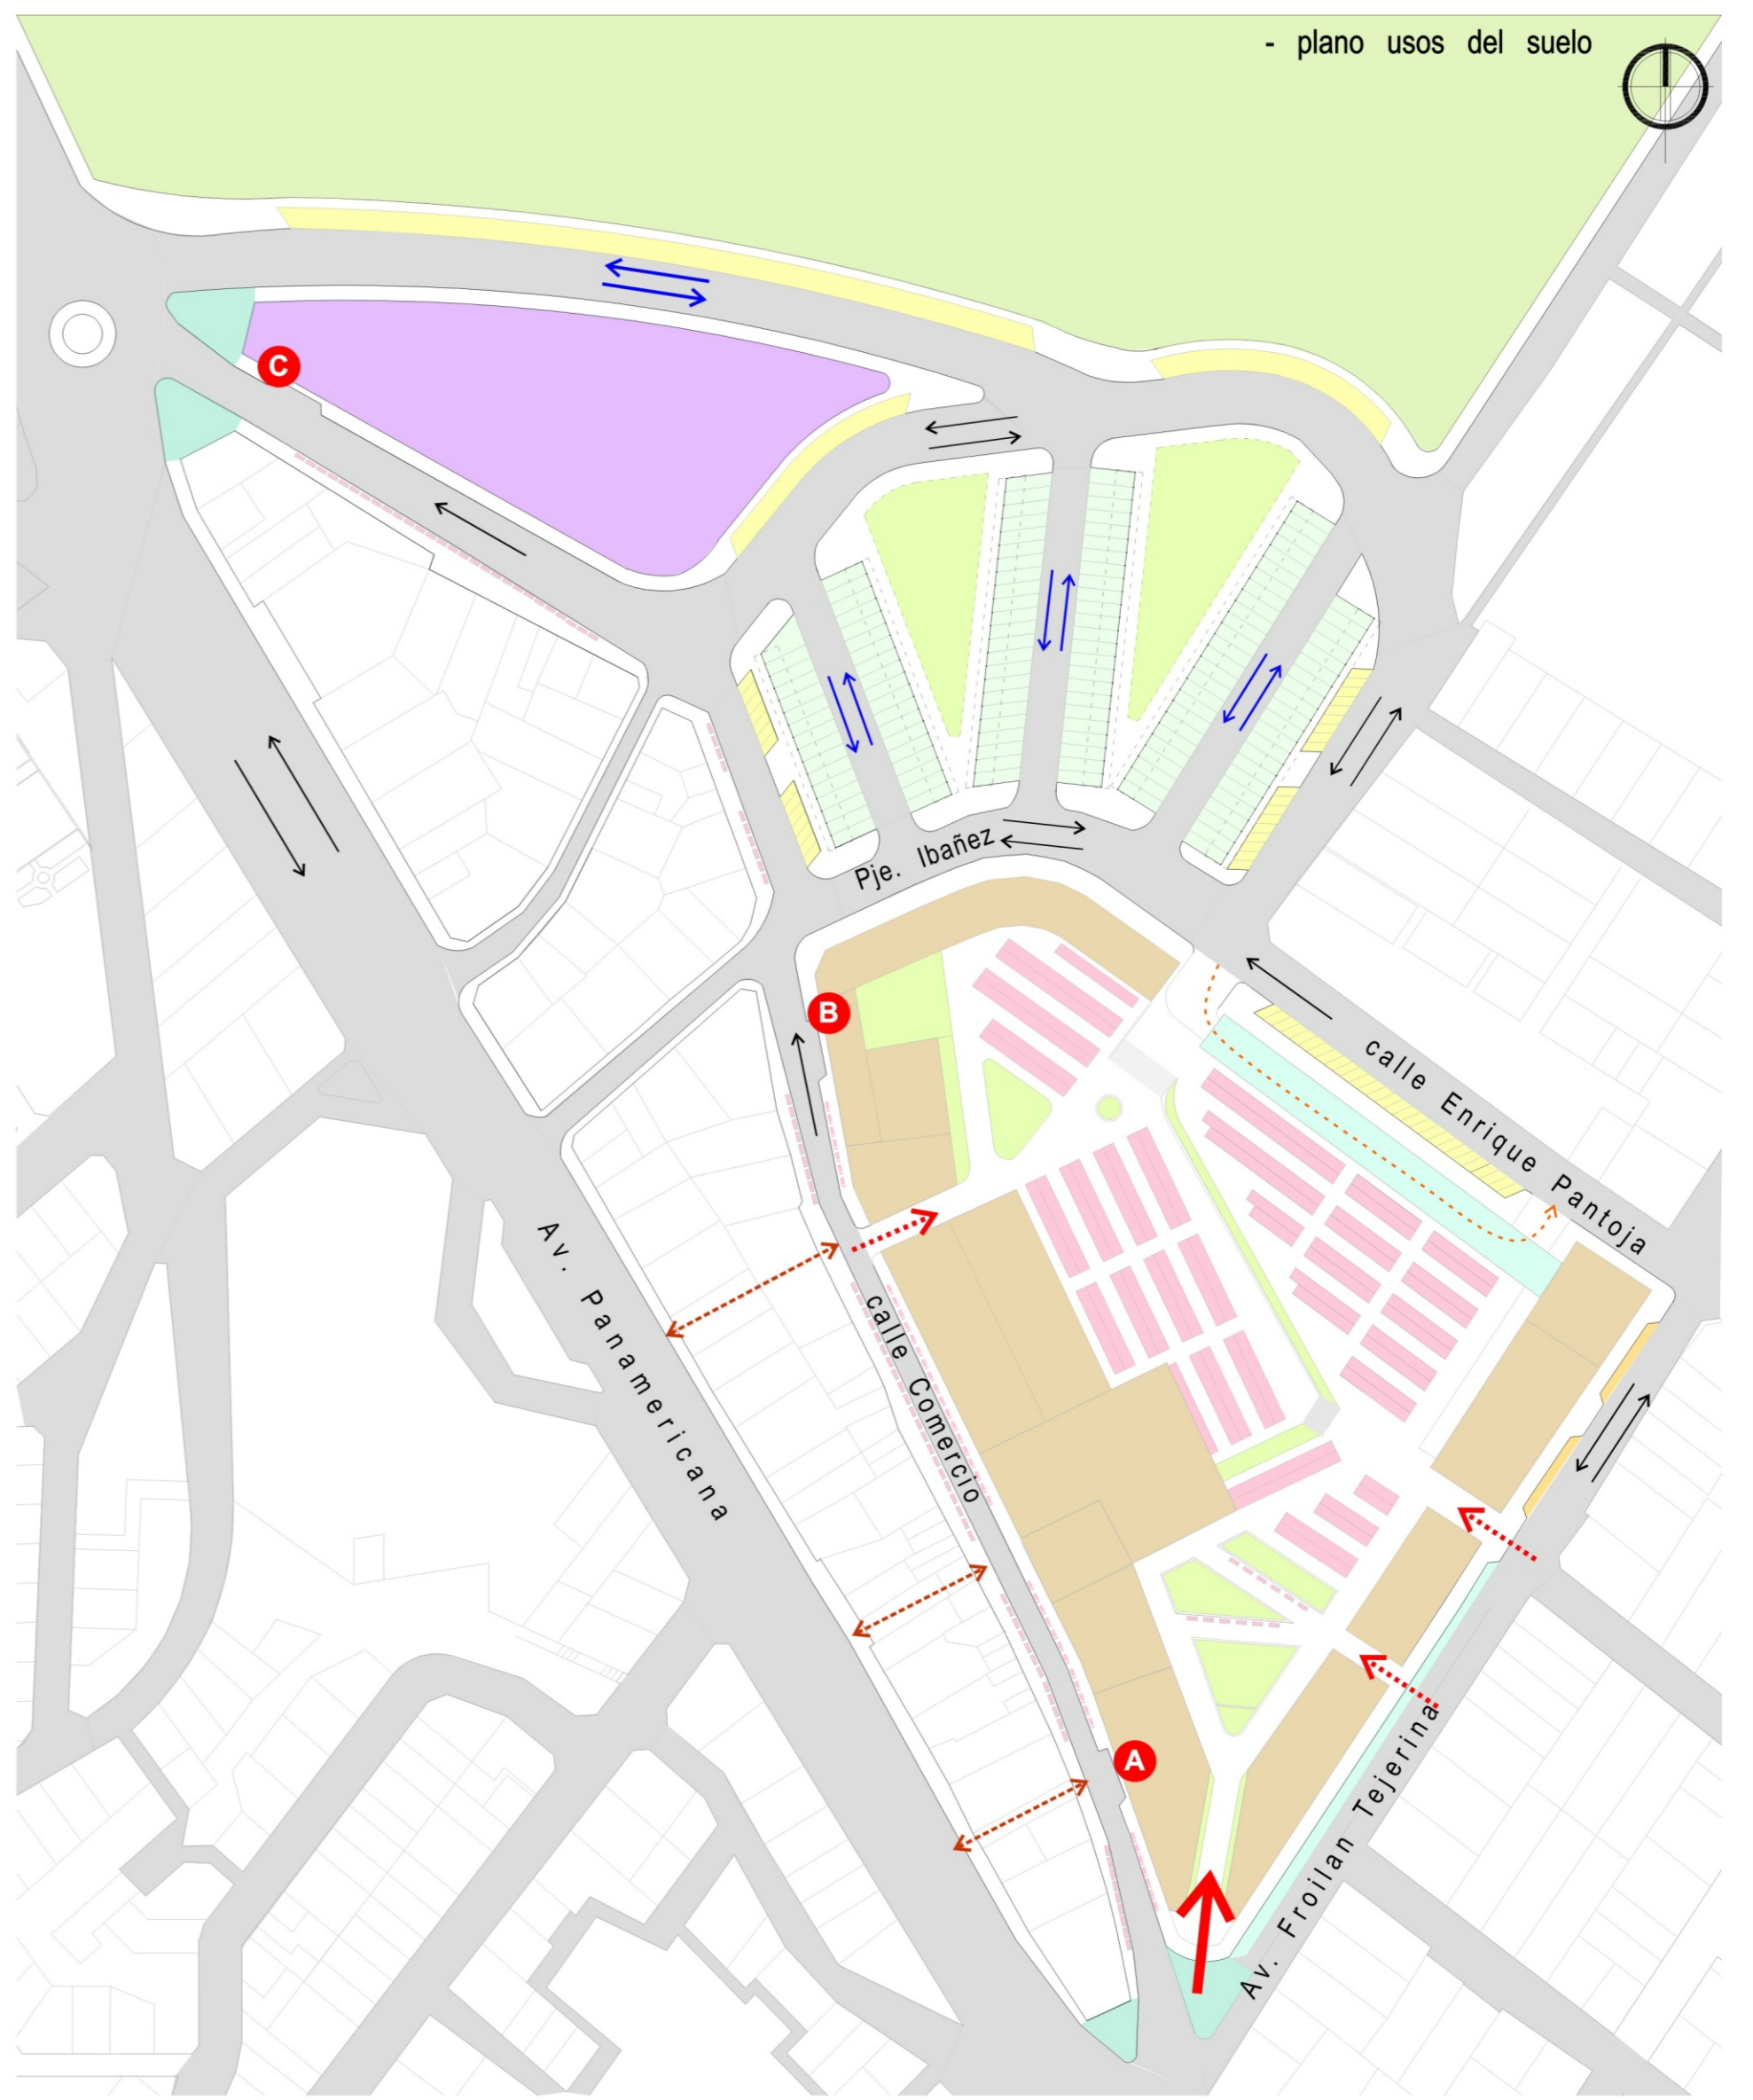 - plano usos del suelo
C
Pje. Ibañez
B
calle Enrique Pantoja
Av. Panamericana
calle Comercio
A
Av. Froilan Tejerina